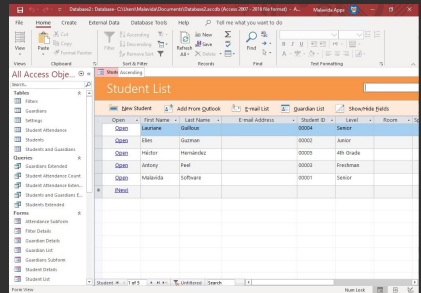 Database2 : Database- C:\Users\Malavida\Documents\Database2.accdb (Access 2007 - 2016 file format) - A... Malavida Apps
File Home Create External Data Database Tools Help Tell me what you want to do
View
Paste
Cut
Copy
Format Painter
Filter
Ascending
Descending
Remove Sort
Refresh All
New
Save
Find
B I U
Views Clipboard Sort & Filter Records Find Text Formatting
All Access Obje...
Search...
Tables
Filters
Guardians
Settings
Student Attendance
Students
Students and Guardians
Queries
Guardians Extended
Student Attendance Count
Student Attendance Exten...
Students and Guardians E...
Students Extended
Forms
Attendance Subform
Filter Details
Guardian Details
Guardian List
Guardians Subform
Student Details
Student List
Ascending
Student List
New Student Add From Outlook E-mail List Guardian List Show/Hide Fields
Open First Name Last Name E-mail Address Student ID Level Room Sp
Open Lauriane Guilloux 00004 Senior
Open Elies Guzman 00002 Junior
Open Héctor Hernández 00005 4th Grade
Open Antony Peel 00003 Freshman
Open Malavida Software 00001 Senior
(New)
Student 1 of 5 Unfiltered Search
Form View Num Lock